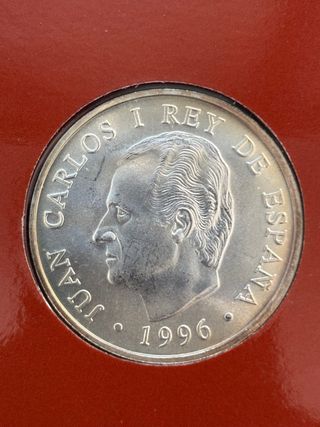 JUAN CARLOS I REY DE ESPAÑA
· 1996 ·